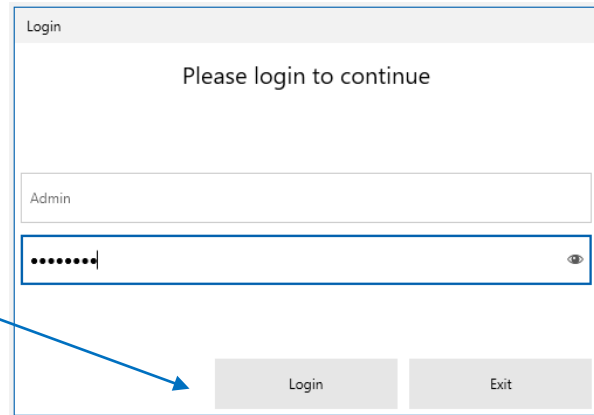 Login
Please login to continue
Admin
••••••••
Login Exit